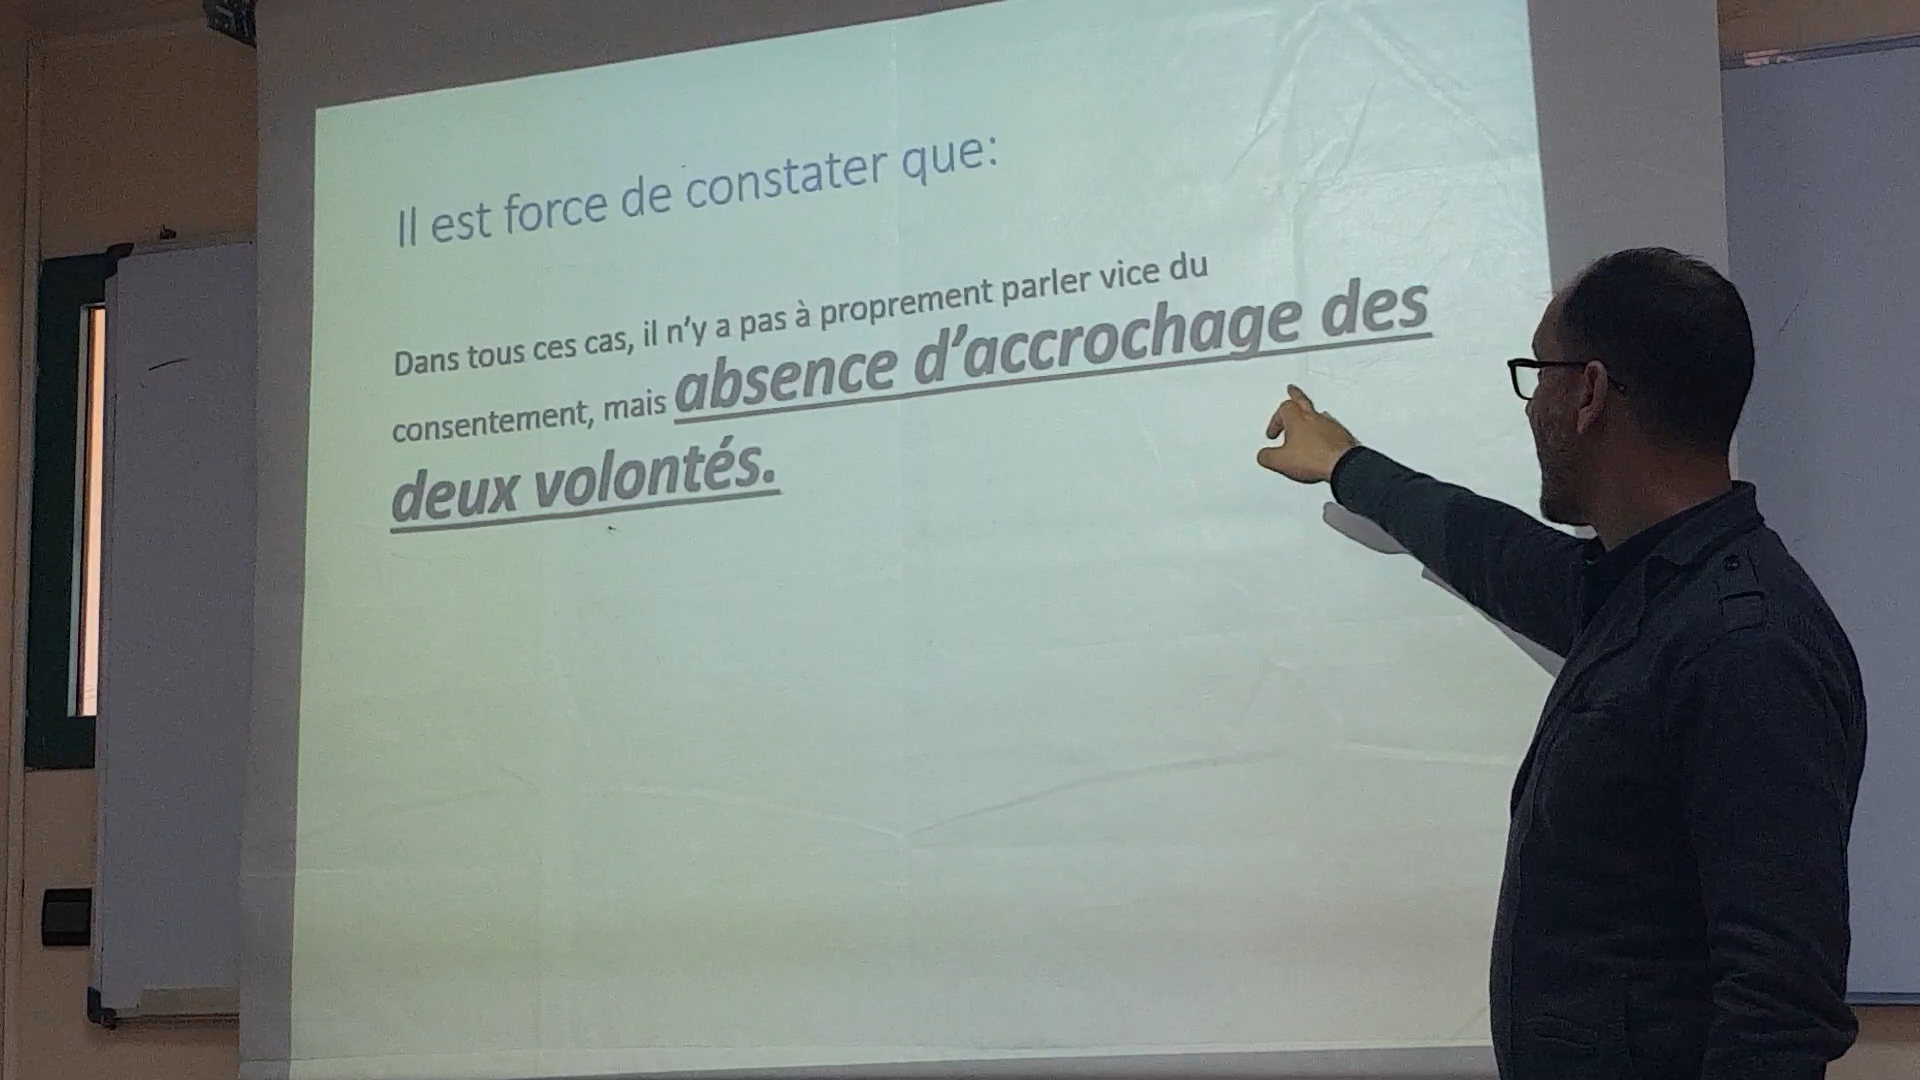 Il est force de constater que:
Dans tous ces cas, il n'y a pas à proprement parler vice du
consentement, mais absence d'accrochage des
deux volontés.